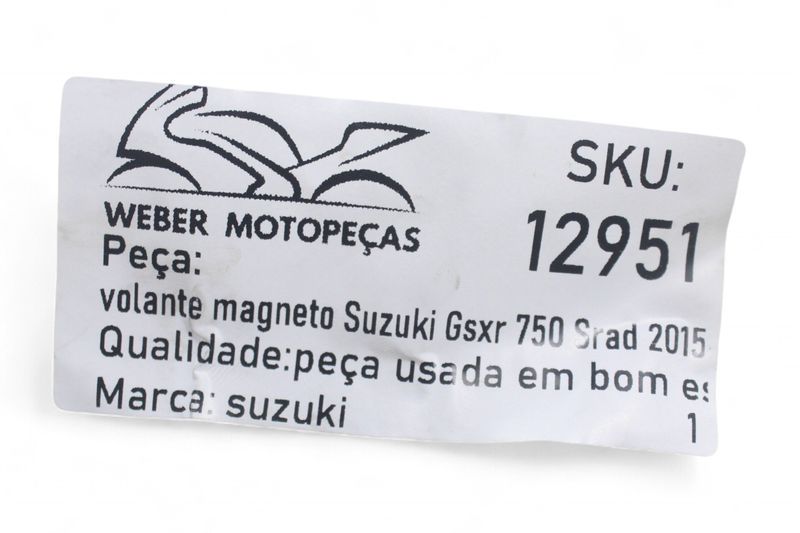 WEBER MOTOPEÇAS
SKU:
12951
Peça:
volante magneto Suzuki Gsxr 750 Srad 2015
Qualidade:peça usada em bom es
Marca: suzuki
1